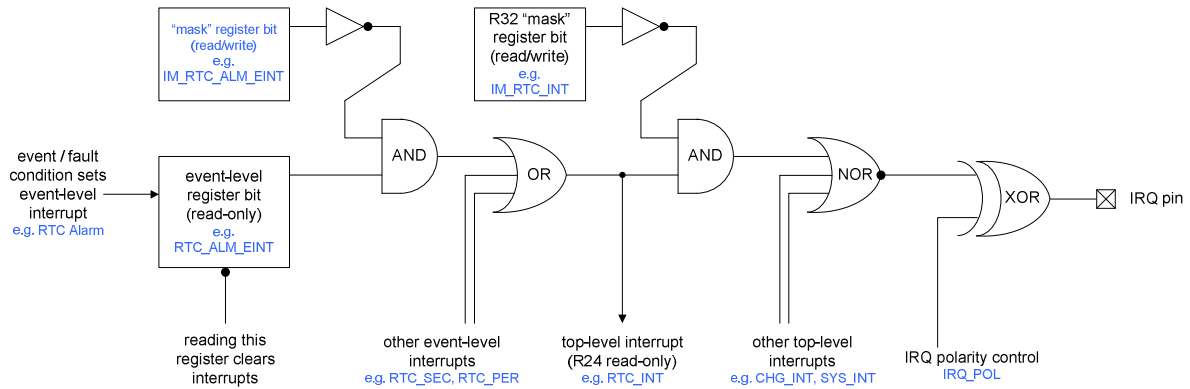 “mask” register bit
(read/write)
e.g.
IM_RTC_ALM_EINT
R32 “mask”
register bit
(read/write)
e.g.
IM_RTC_INT
event / fault
condition sets
event-level
interrupt
e.g. RTC Alarm
event-level
register bit
(read-only)
e.g.
RTC_ALM_EINT
AND
OR
AND
NOR
XOR
IRQ pin
reading this
register clears
interrupts
other event-level
interrupts
e.g. RTC_SEC, RTC_PER
top-level interrupt
(R24 read-only)
e.g. RTC_INT
other top-level
interrupts
e.g. CHG_INT, SYS_INT
IRQ polarity control
IRQ_POL